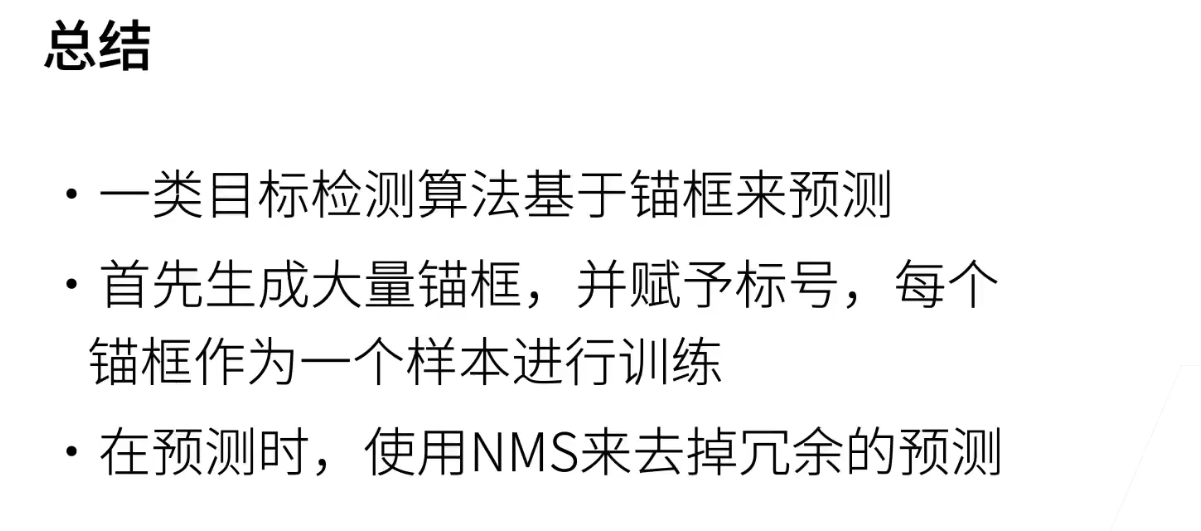 总结
• 一类目标检测算法基于锚框来预测
• 首先生成大量锚框，并赋予标号，每个
锚框作为一个样本进行训练
• 在预测时，使用NMS来去掉冗余的预测